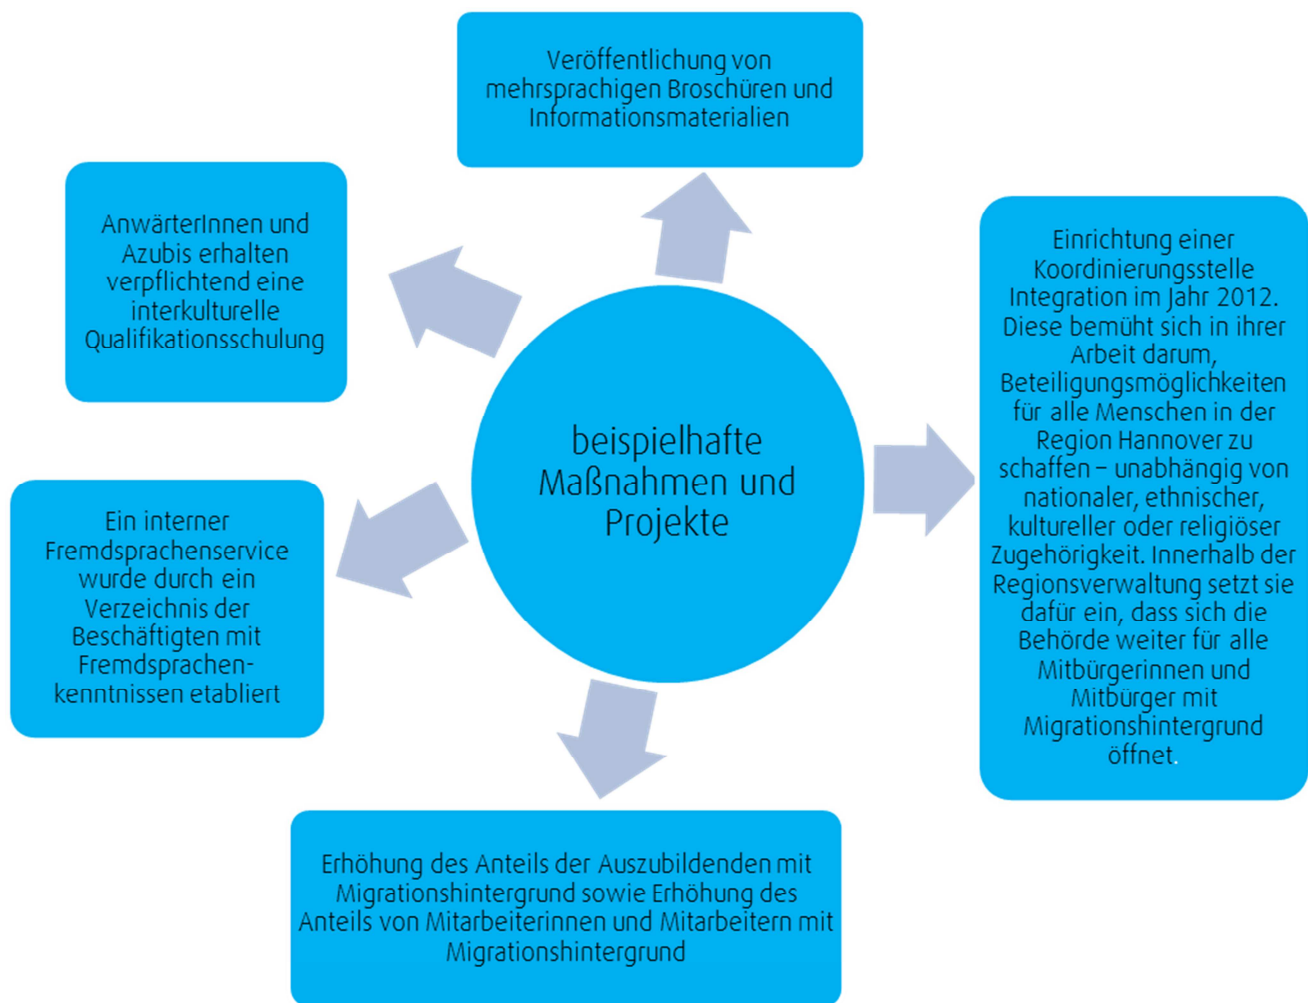 Veröffentlichung von
mehrsprachigen Broschüren und
Informationsmaterialien
AnwärterInnen und
Azubis erhalten
verpflichtend eine
interkulturelle
Qualifikationsschulung
Einrichtung einer
Koordinierungsstelle
Integration im Jahr 2012.
Diese bemüht sich in ihrer
Arbeit darum,
Beteiligungsmöglichkeiten
für alle Menschen in der
Region Hannover zu
schaffen – unabhängig von
nationaler, ethnischer,
kultureller oder religiöser
Zugehörigkeit. Innerhalb der
Regionsverwaltung setzt sie
dafür ein, dass sich die
Behörde weiter für alle
Mitbürgerinnen und
Mitbürger mit
Migrationshintergrund
öffnet.
beispielhafte
Maßnahmen und
Projekte
Ein interner
Fremdsprachenservice
wurde durch ein
Verzeichnis der
Beschäftigten mit
Fremdsprachen-
kenntnissen etabliert
Erhöhung des Anteils der Auszubildenden mit
Migrationshintergrund sowie Erhöhung des
Anteils von Mitarbeiterinnen und Mitarbeitern mit
Migrationshintergrund